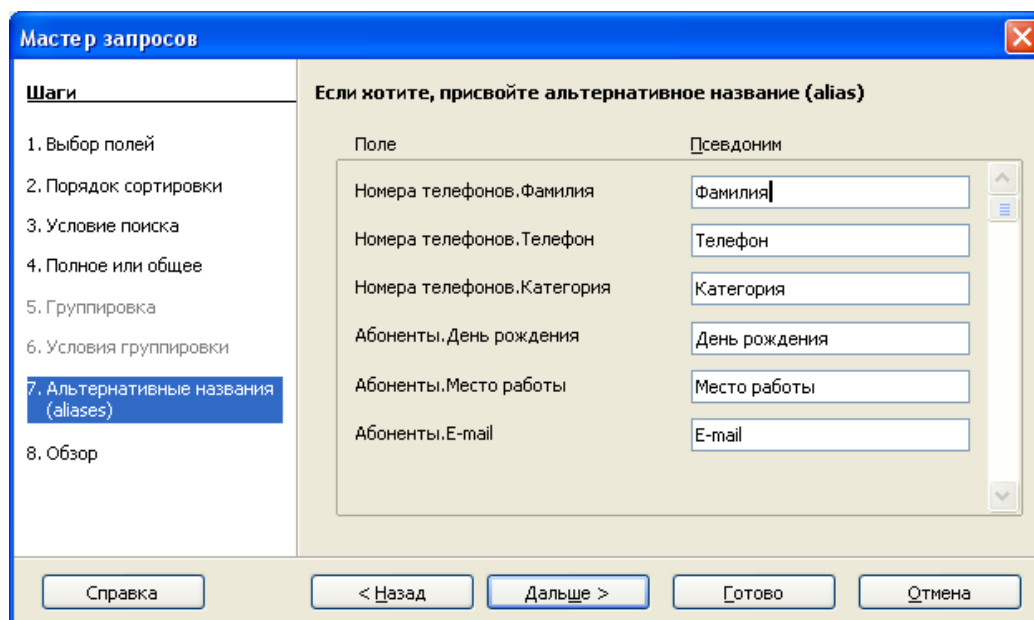 Мастер запросов
Шаги
1. Выбор полей
2. Порядок сортировки
3. Условие поиска
4. Полное или общее
5. Группировка
6. Условия группировки
7. Альтернативные названия
(aliases)
8. Обзор
Если хотите, присвойте альтернативное название (alias)
Поле Псевдоним
Номера телефонов.Фамилия Фамилия
Номера телефонов.Телефон Телефон
Номера телефонов.Категория Категория
Абоненты.День рождения День рождения
Абоненты.Место работы Место работы
Абоненты.E-mail E-mail
Справка < Назад Дальше > Готово Отмена